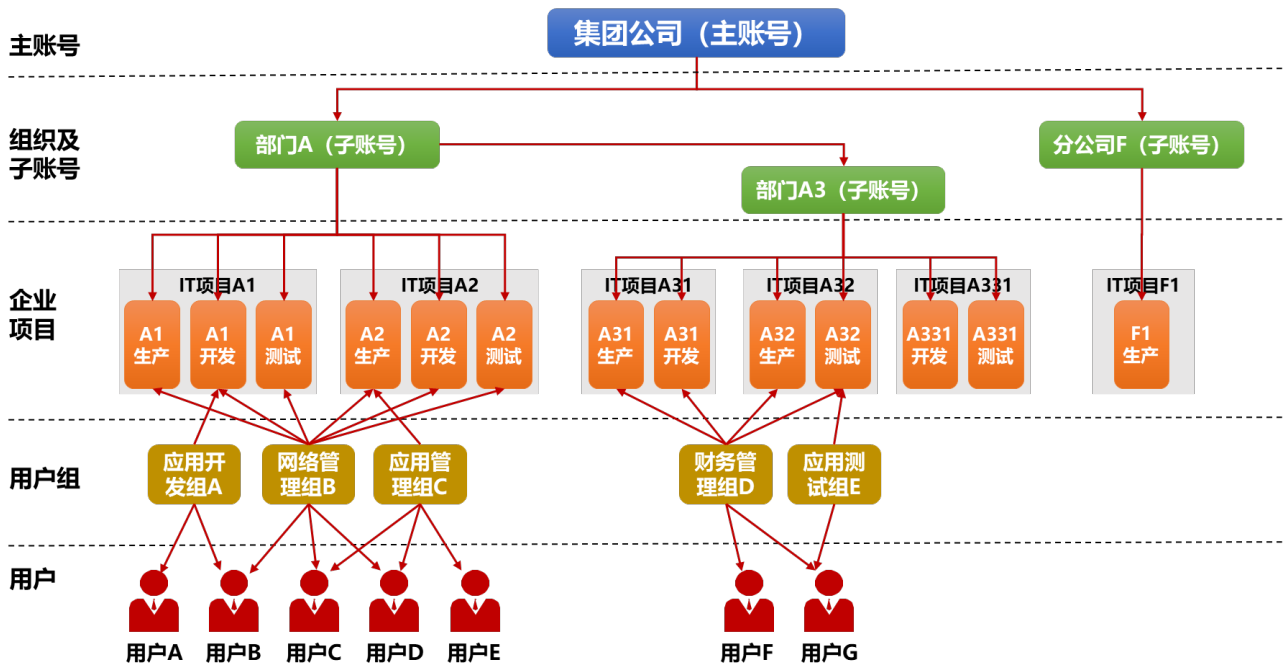 主账号
集团公司（主账号）
组织及
子账号
部门A（子账号）
分公司F（子账号）
部门A3（子账号）
企业
项目
IT项目A1
IT项目A2
IT项目A31
IT项目A32
IT项目A331
IT项目F1
A1
生产
A1
开发
A1
测试
A2
生产
A2
开发
A2
测试
A31
生产
A31
开发
A32
生产
A32
测试
A331
开发
A331
测试
F1
生产
用户组
应用开
发组A
网络管
理组B
应用管
理组C
财务管
理组D
应用测
试组E
用户
用户A
用户B
用户C
用户D
用户E
用户F
用户G